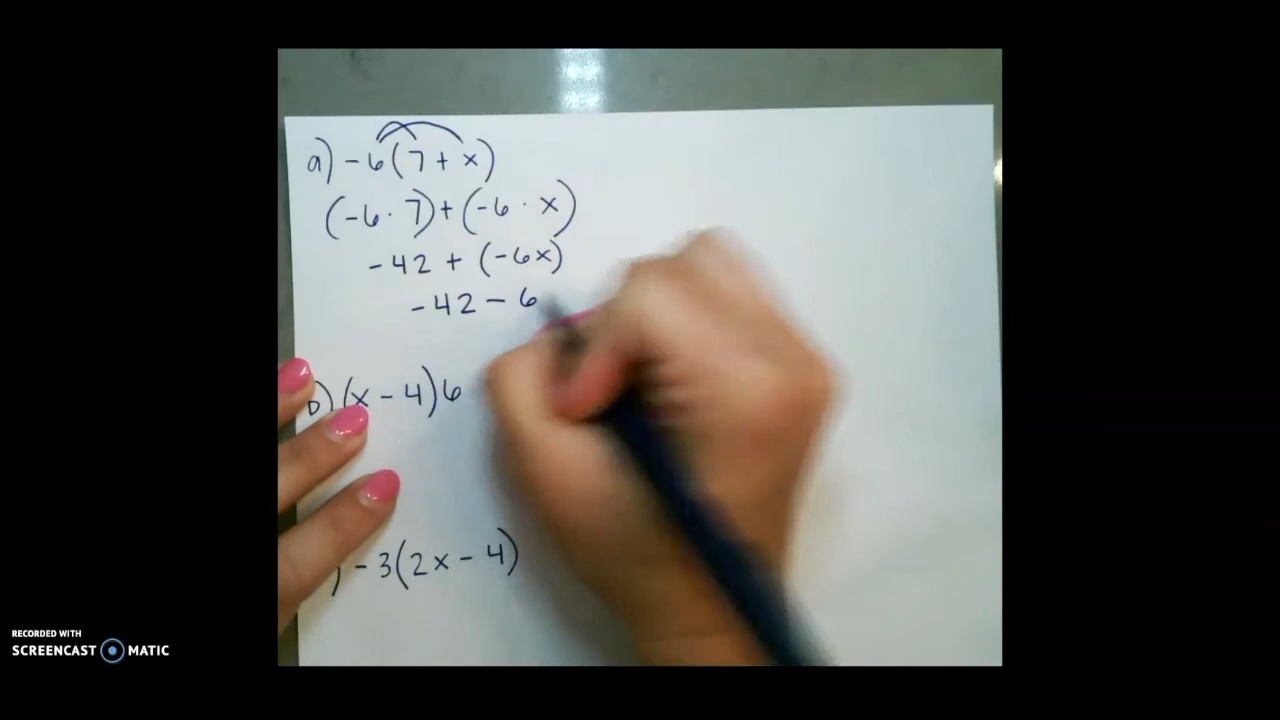 a) -6(7 + x)
(-6 · 7) + (-6 · x)
-42 + (-6x)
-42 - 6
b) (x - 4)6
) -3(2x - 4)
RECORDED WITH
SCREENCAST MATIC